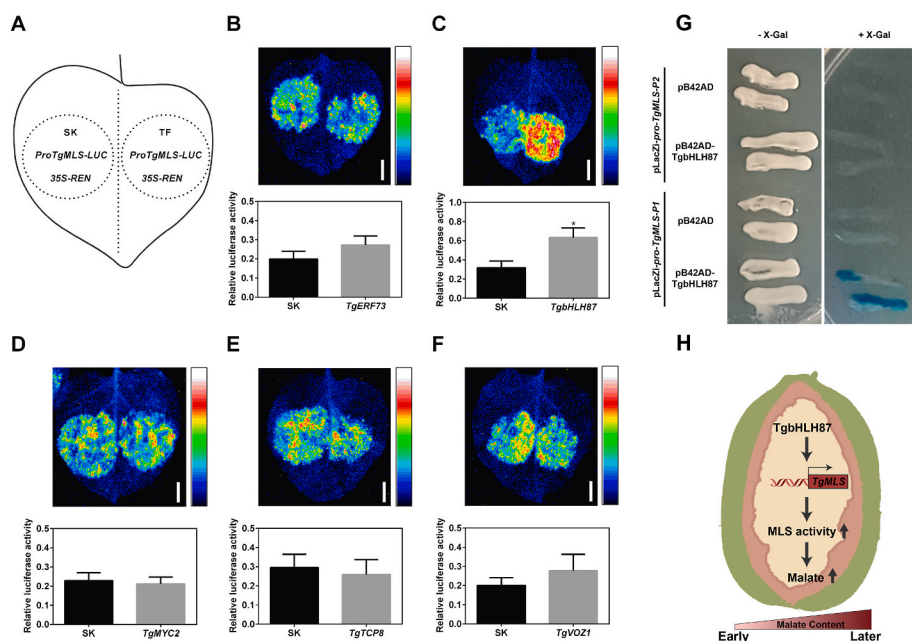 A
SK
ProTgMLS-LUC
35S-REN
TF
ProTgMLS-LUC
35S-REN
B
Relative luciferase activity
0.5
0.4
0.3
0.2
0.1
0.0
SK
TgERF73
C
Relative luciferase activity
1.0
0.8
0.6
0.4
0.2
0.0
*
SK
TgbHLH87
D
Relative luciferase activity
0.5
0.4
0.3
0.2
0.1
0.0
SK
TgMYC2
E
Relative luciferase activity
0.5
0.4
0.3
0.2
0.1
0.0
SK
TgTCP8
F
Relative luciferase activity
0.5
0.4
0.3
0.2
0.1
0.0
SK
TgVOZ1
G
- X-Gal
+ X-Gal
pLacZi-pro-TgMLS-P2
pB42AD
pB42AD-
TgbHLH87
pLacZi-pro-TgMLS-P1
pB42AD
pB42AD-
TgbHLH87
H
TgbHLH87
TgMLS
MLS activity
Malate
Malate Content
Early
Later